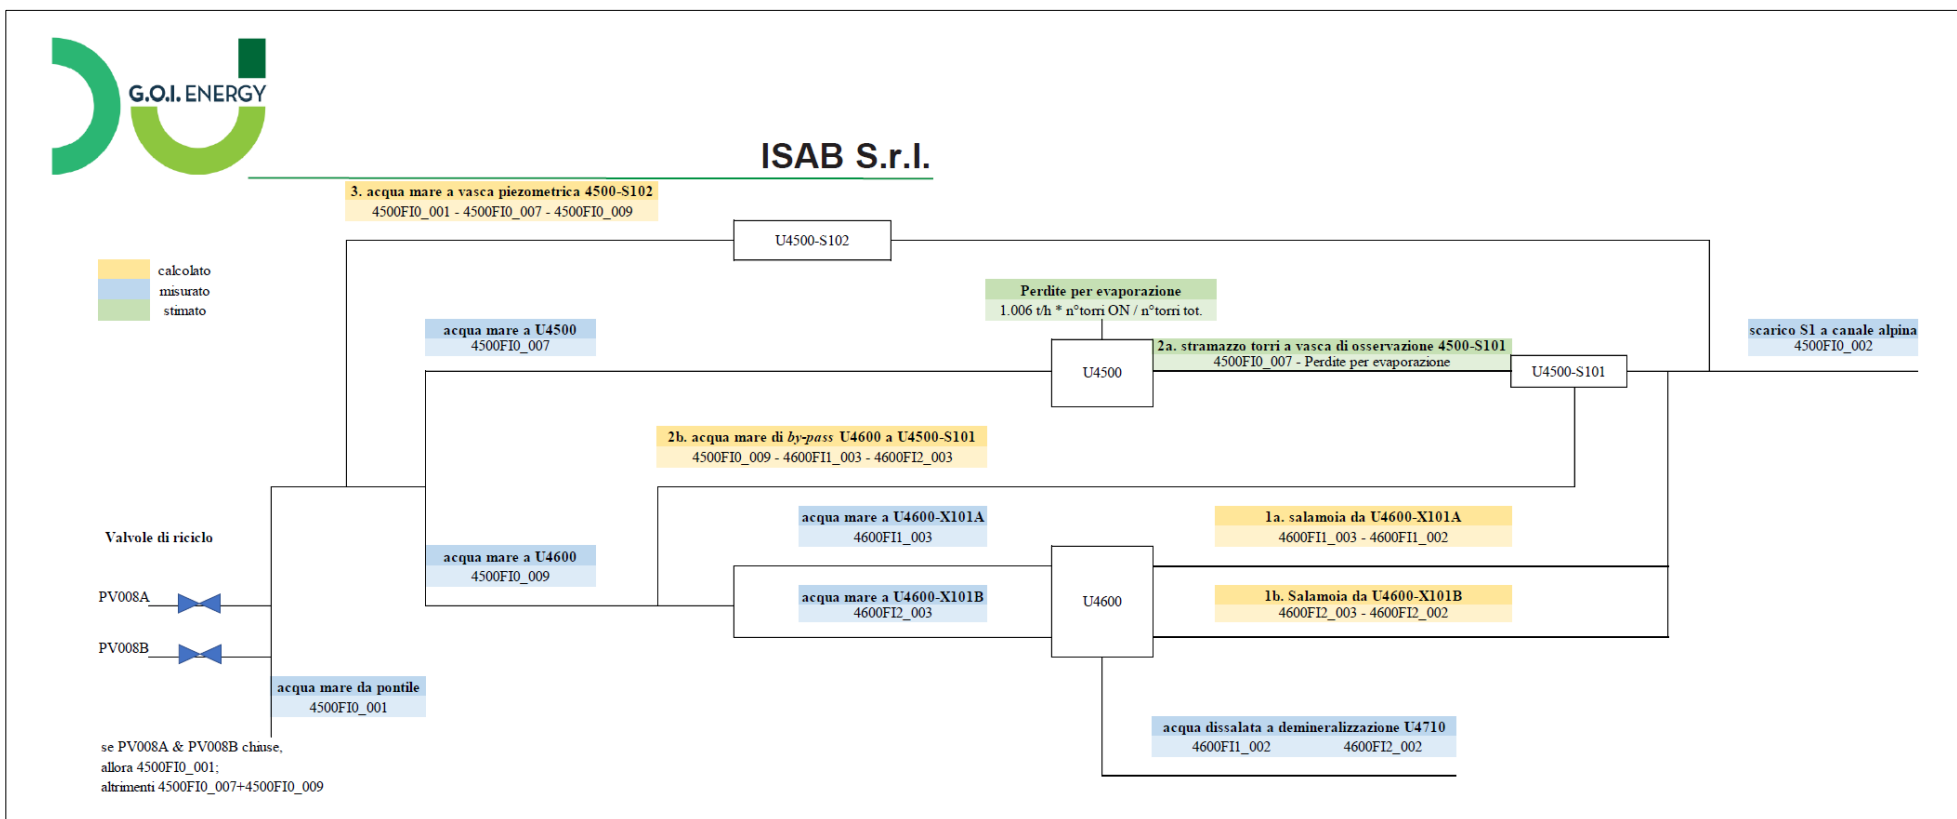 G.O.I. ENERGY
ISAB S.r.l.
3. acqua mare a vasca piezometrica 4500-S102
4500FI0_001 - 4500FI0_007 - 4500FI0_009
U4500-S102
calcolato
misurato
stimato
Perdite per evaporazione
1.006 t/h * n°torri ON / n°torri tot.
acqua mare a U4500
4500FI0_007
U4500
2a. stramazzo torri a vasca di osservazione 4500-S101
4500FI0_007 - Perdite per evaporazione
U4500-S101
scarico S1 a canale alpina
4500FI0_002
2b. acqua mare di by-pass U4600 a U4500-S101
4500FI0_009 - 4600FI1_003 - 4600FI2_003
Valvole di riciclo
acqua mare a U4600
4500FI0_009
acqua mare a U4600-X101A
4600FI1_003
1a. salamoia da U4600-X101A
4600FI1_003 - 4600FI1_002
PV008A
acqua mare a U4600-X101B
4600FI2_003
U4600
1b. Salamoia da U4600-X101B
4600FI2_003 - 4600FI2_002
PV008B
acqua mare da pontile
4500FI0_001
acqua dissalata a demineralizzazione U4710
4600FI1_002 4600FI2_002
se PV008A & PV008B chiuse,
allora 4500FI0_001;
altrimenti 4500FI0_007+4500FI0_009